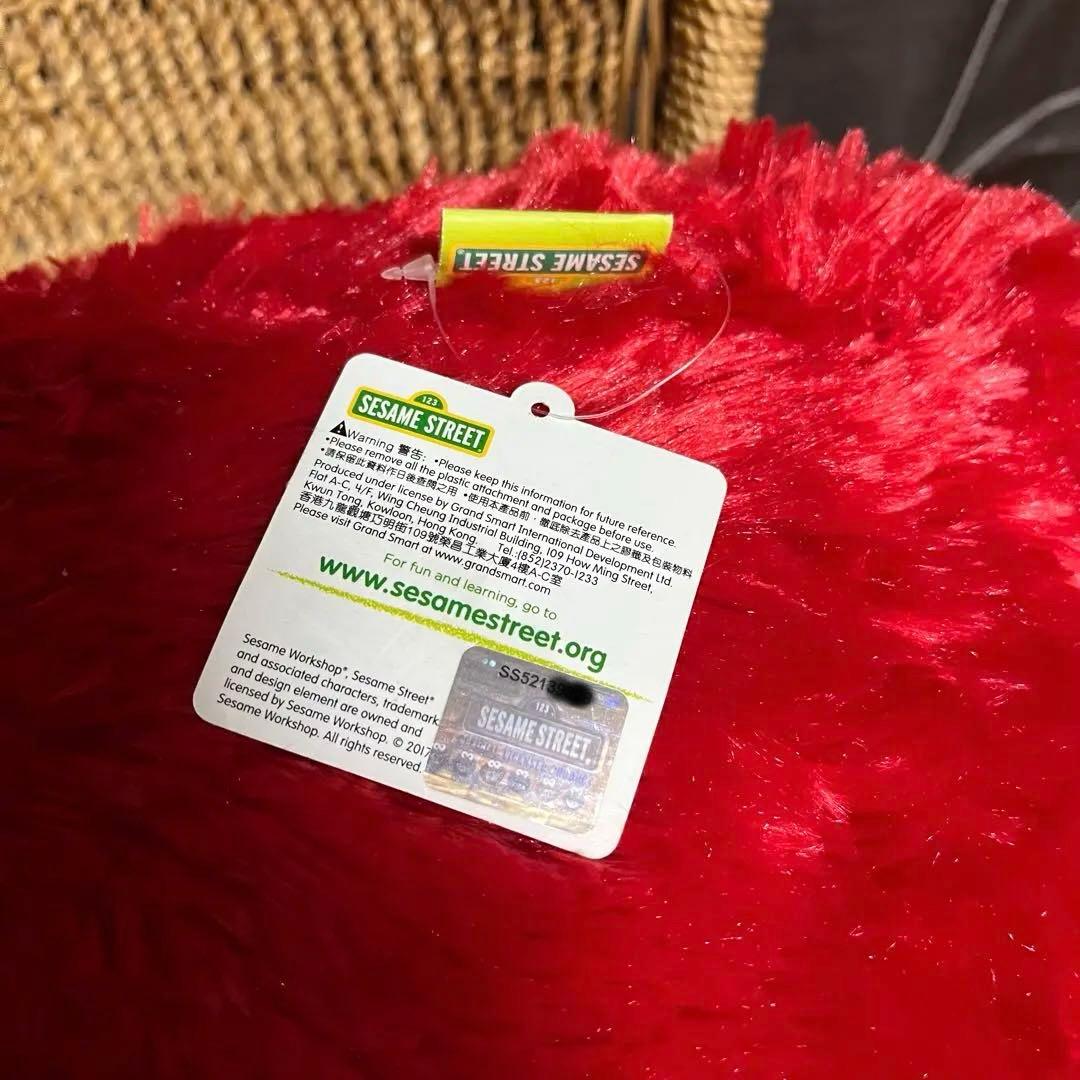 SESAME STREET
123
123
SESAME STREET
Warning 警告: •Please keep this information for future reference.
•Please remove all the plastic attachment and package before use.
•請保留此資料作日後查閱之用 •使用本產品前，徹底除去產品上之膠雞及包裝物料
Produced under license by Grand Smart International Development Ltd.
Flat A-C, 4/F, Wing Cheung Industrial Building, 109 How Ming Street,
Kwun Tong, Kowloon, Hong Kong. Tel.:(852)2370-1233
香港九龍觀塘巧明街109號榮昌工業大廈4樓A-C室
Please visit Grand Smart at www.grandsmart.com
For fun and learning, go to
www.sesamestreet.org
Sesame Workshop®, Sesame Street®
and associated characters, trademark
and design element are owned and
licensed by Sesame Workshop. © 2017
Sesame Workshop. All rights reserved.
SS5213
123
SESAME STREET